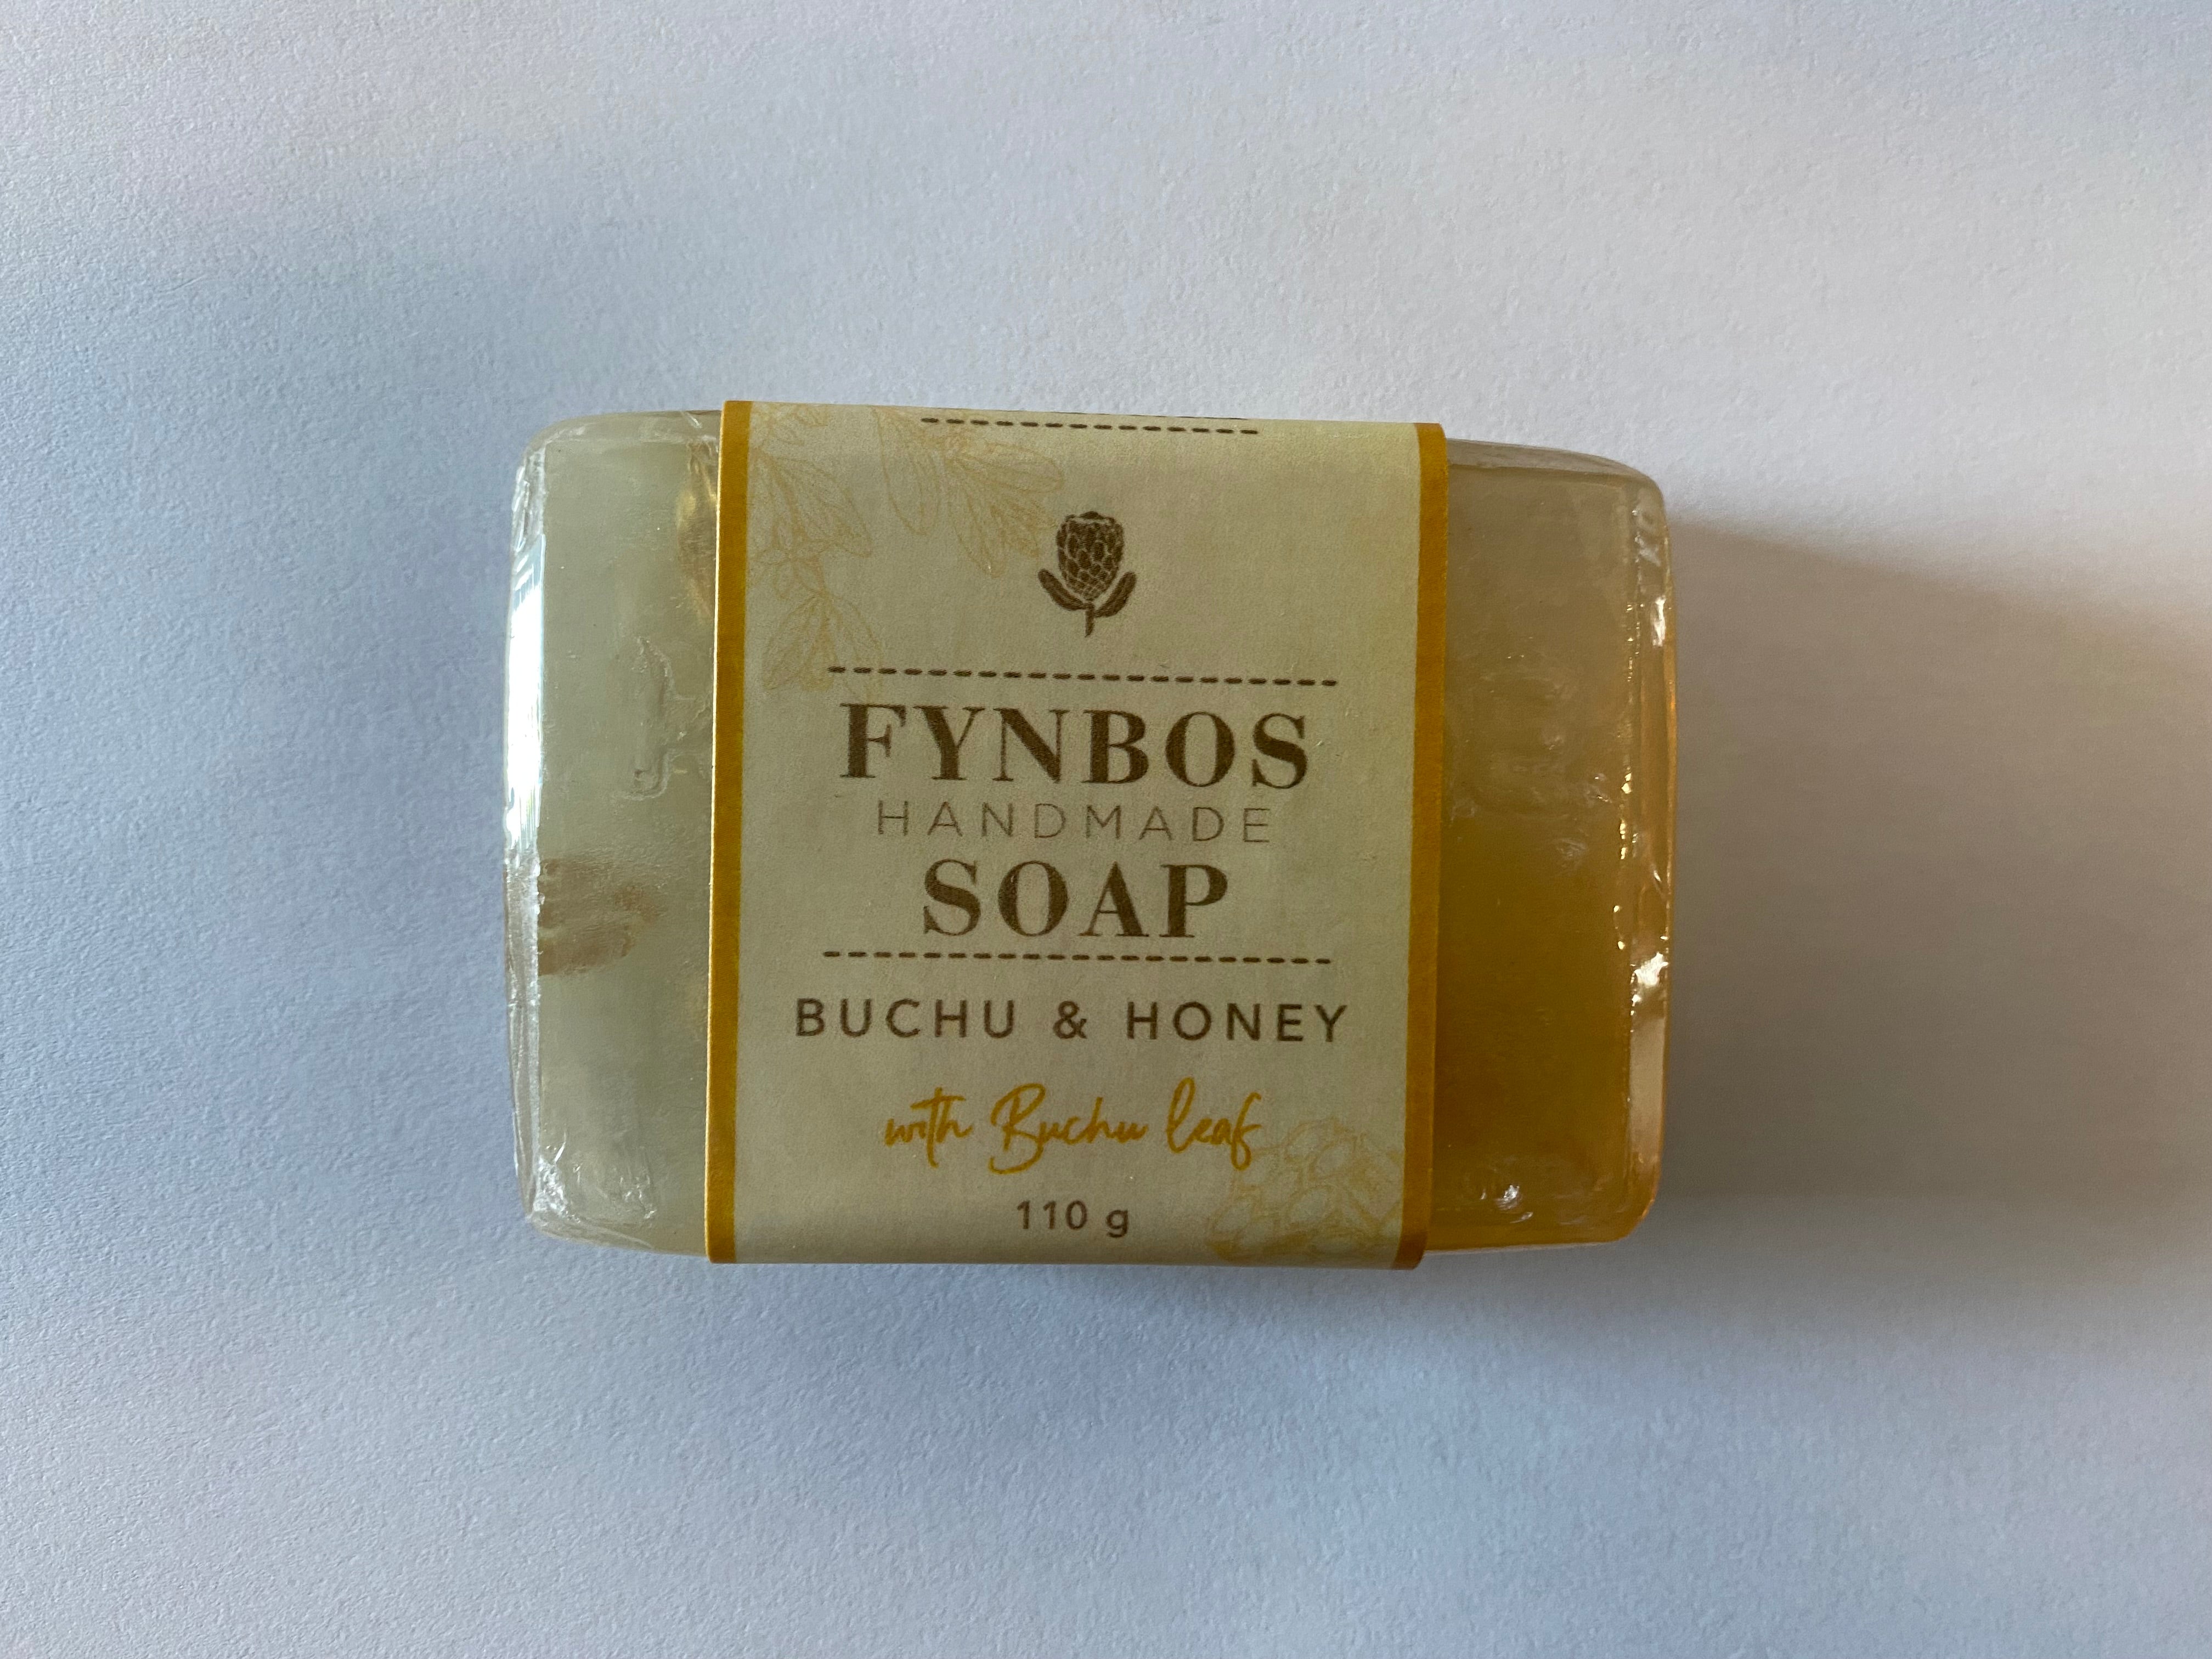 FYNBOS
HANDMADE
SOAP
BUCHU & HONEY
with Buchu leaf
110 g